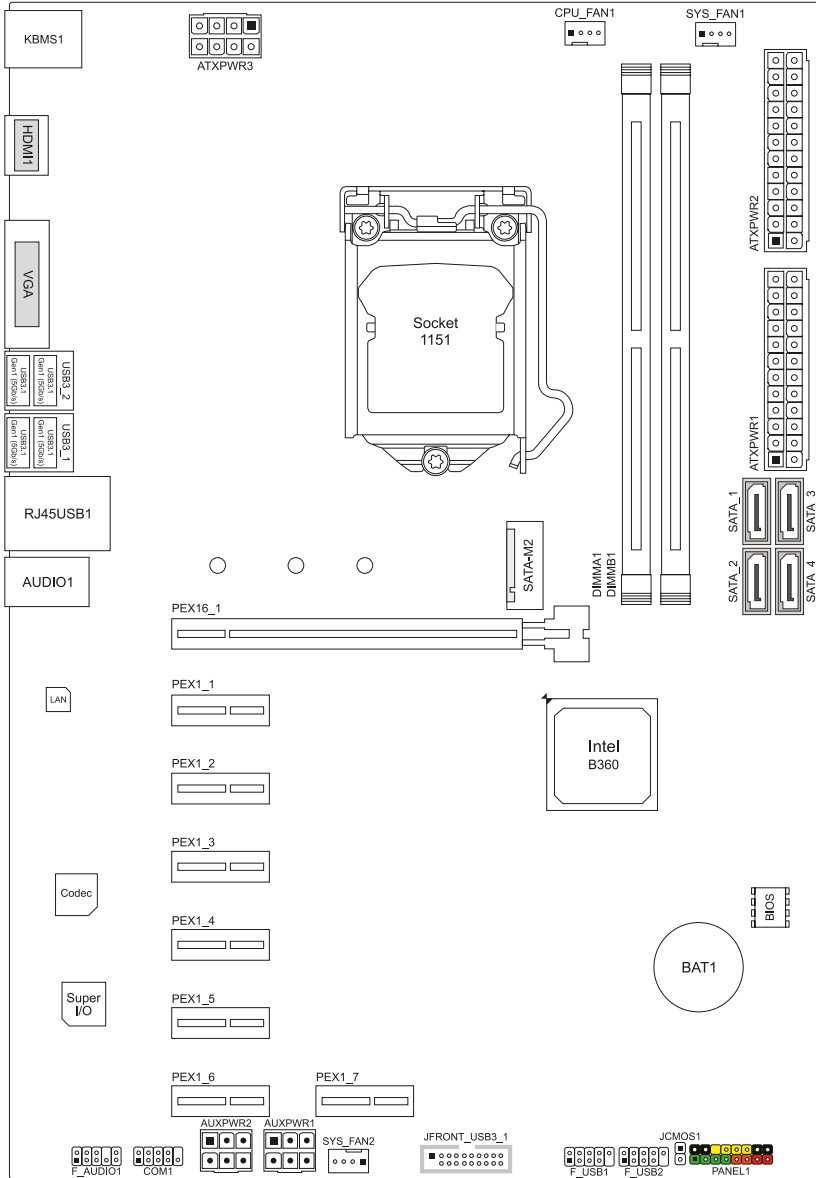 CPU_FAN1
SYS_FAN1
KBMS1
ATXPWR3
HDMI1
ATXPWR2
VGA
Socket
1151
USB3_2
USB3.1
Gen1 (5Gb/s)
USB3.1
Gen1 (5Gb/s)
USB3_1
USB3.1
Gen1 (5Gb/s)
USB3.1
Gen1 (5Gb/s)
ATXPWR1
RJ45USB1
SATA_1
SATA_3
AUDIO1
SATA-M2
DIMMA1
DIMMB1
SATA_2
SATA_4
PEX16_1
LAN
PEX1_1
Intel
B360
PEX1_2
PEX1_3
Codec
BIOS
PEX1_4
BAT1
Super
I/O
PEX1_5
PEX1_6
PEX1_7
AUXPWR2
AUXPWR1
SYS_FAN2
JFRONT_USB3_1
JCMOS1
F_AUDIO1
COM1
F_USB1
F_USB2
PANEL1